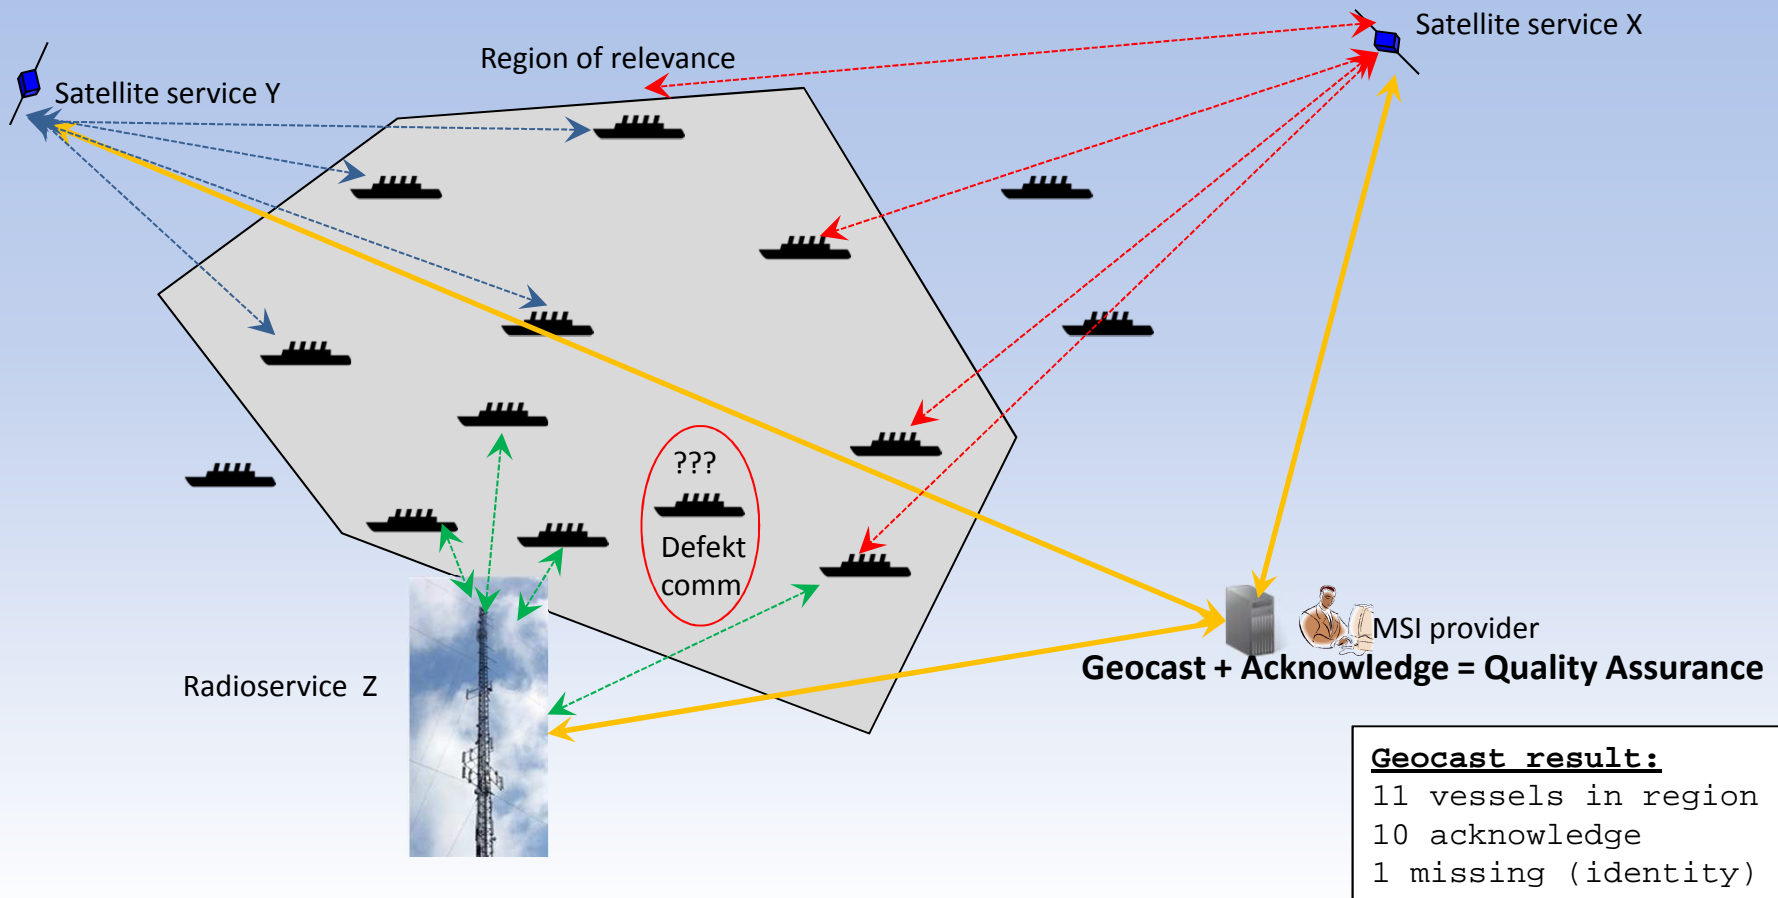 Satellite service X
Region of relevance
Satellite service Y
???
Defekt
comm
MSI provider
Geocast + Acknowledge = Quality Assurance
Radioservice Z
Geocast result:
11 vessels in region
10 acknowledge
1 missing (identity)